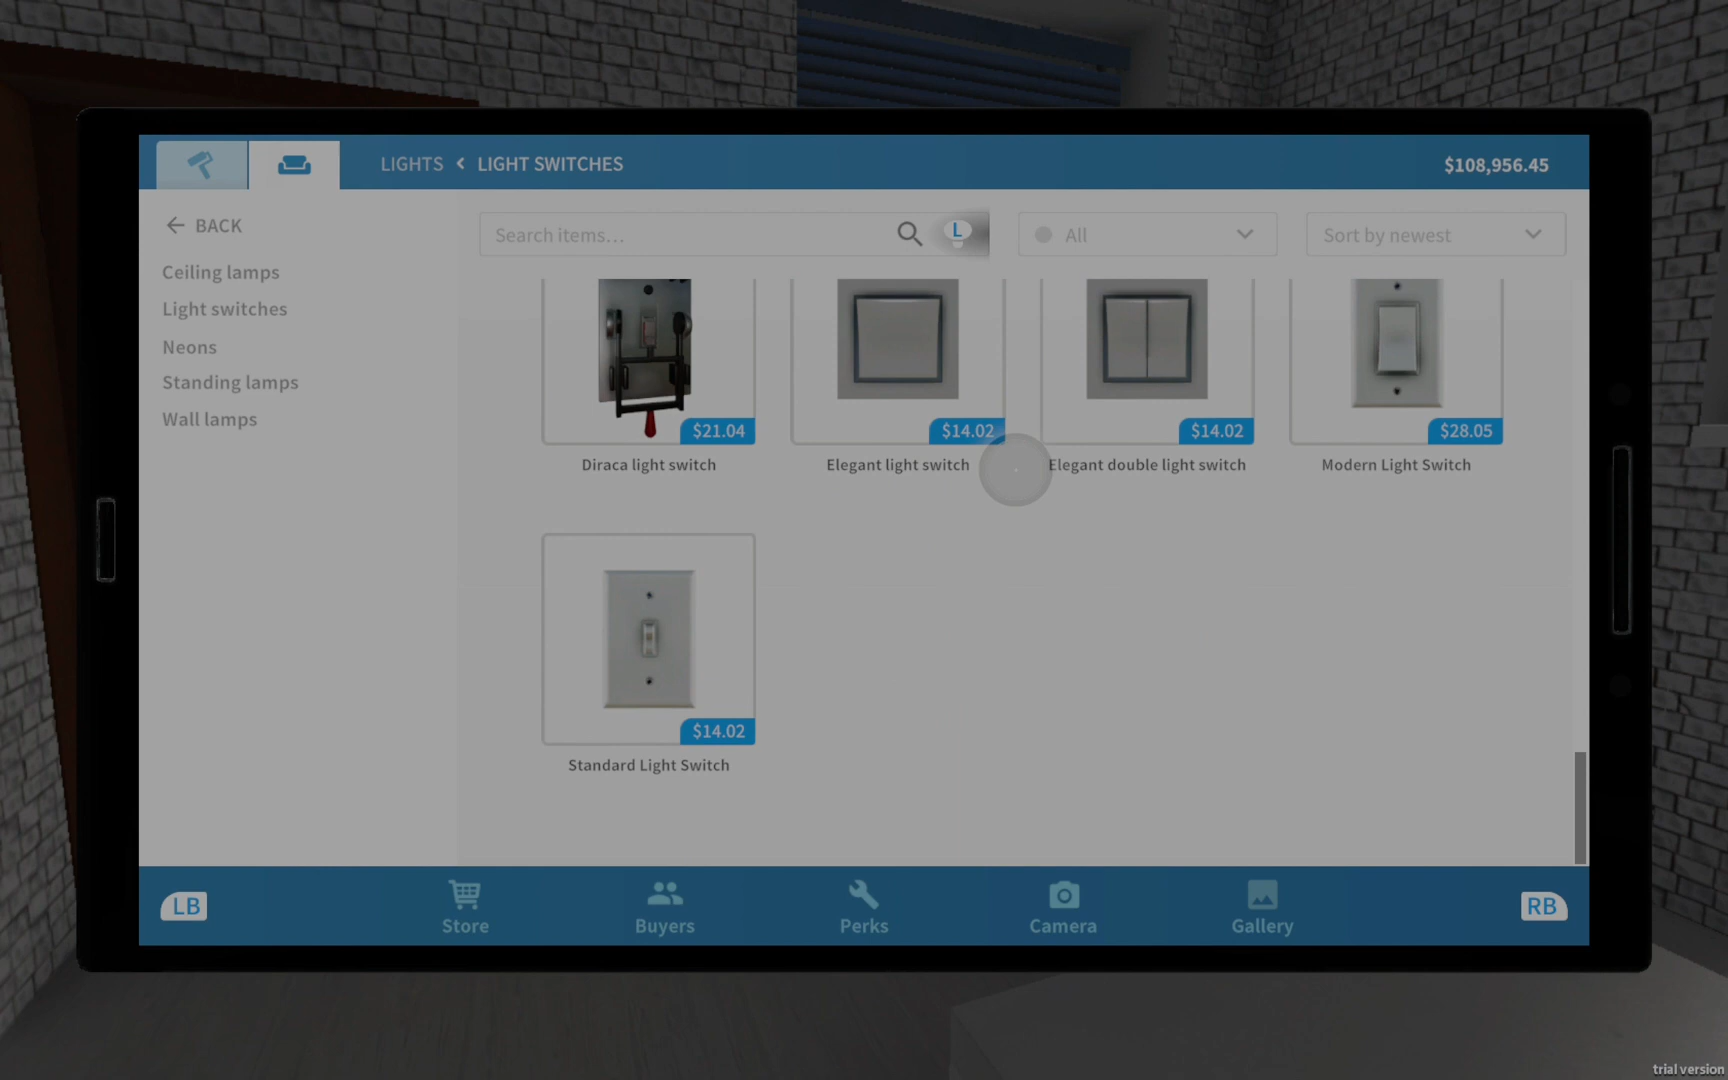 LIGHTS < LIGHT SWITCHES
$108,956.45
BACK
Ceiling lamps
Light switches
Neons
Standing lamps
Wall lamps
Search items...
L
All
Sort by newest
$21.04
Diraca light switch
$14.02
Elegant light switch
$14.02
Elegant double light switch
$28.05
Modern Light Switch
$14.02
Standard Light Switch
LB
Store
Buyers
Perks
Camera
Gallery
RB
trial version